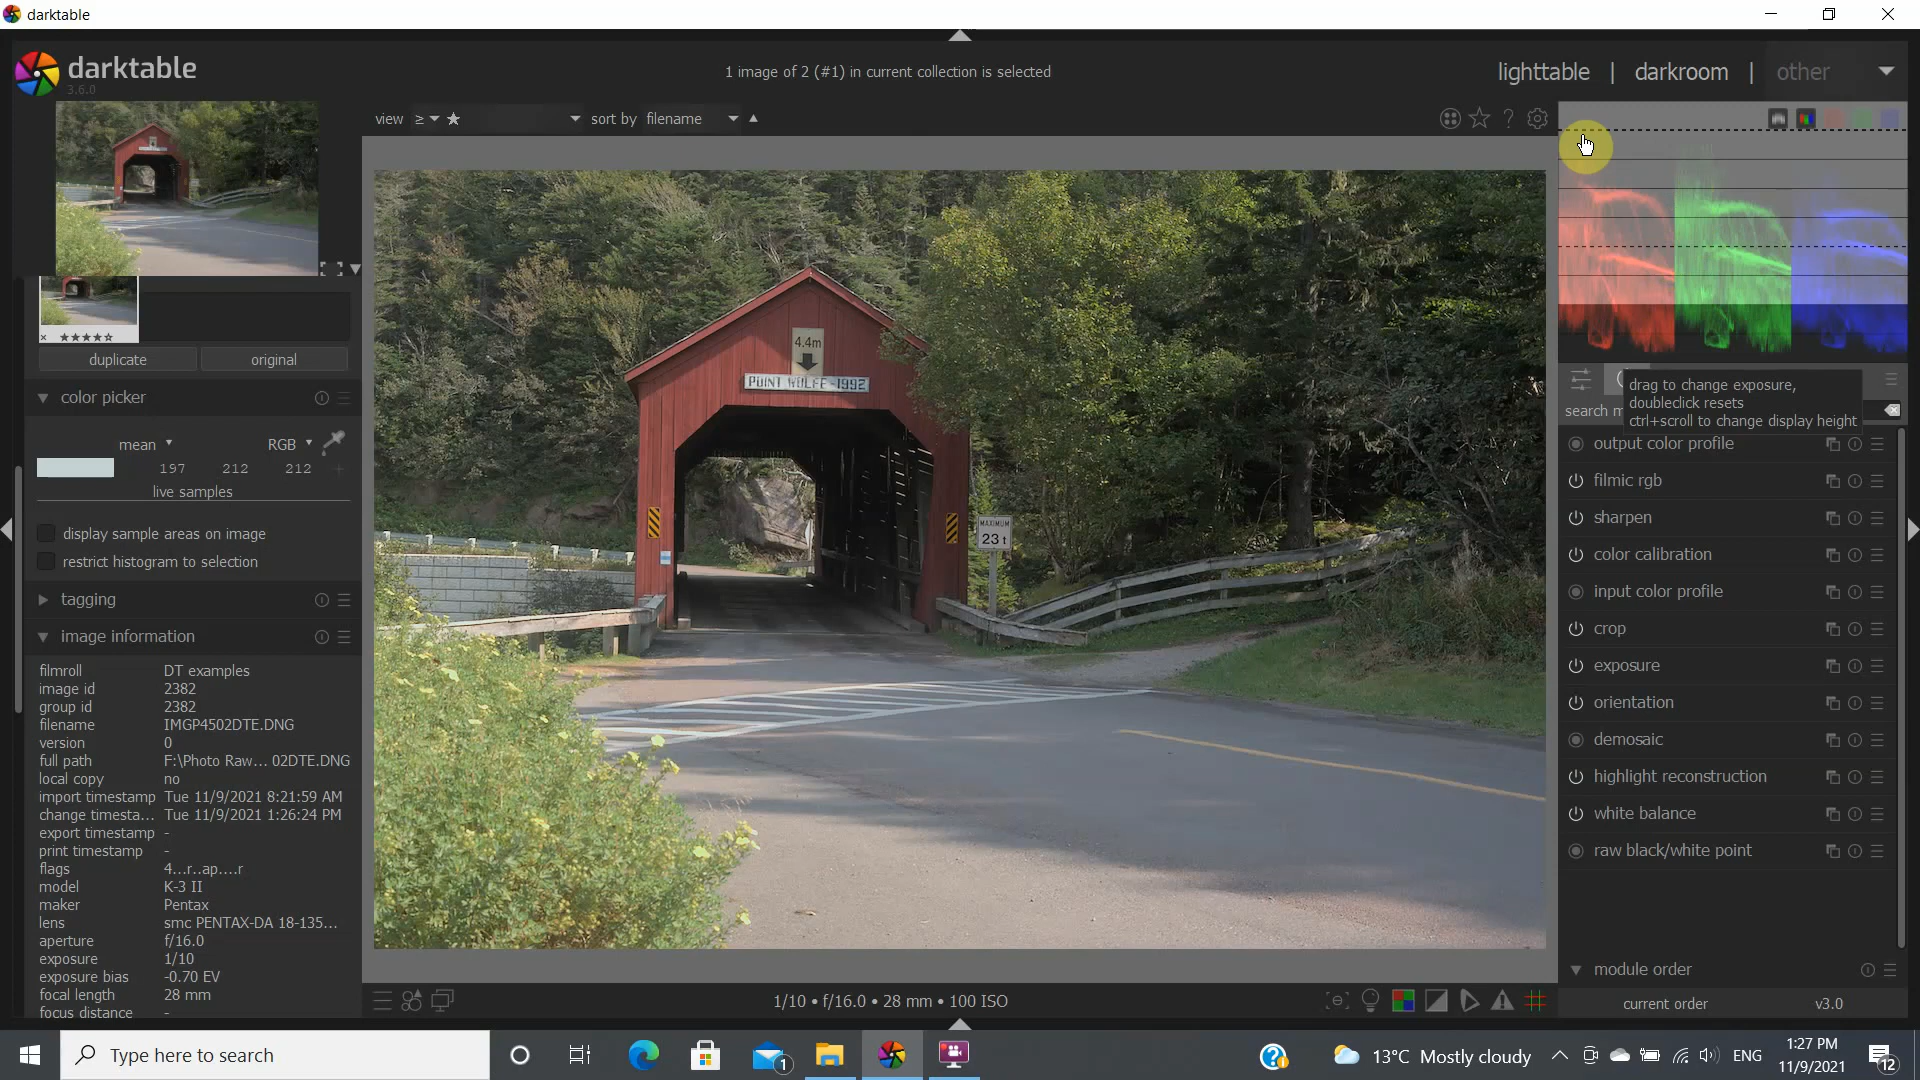 darktable
darktable
3.6.0
1 image of 2 (#1) in current collection is selected
lighttable | darkroom | other
view ≥ ★ sort by filename
4.4m
POINT WOLFE-1992
MAXIMUM
23 t
duplicate original
color picker
mean RGB
197 212 212
live samples
display sample areas on image
restrict histogram to selection
tagging
image information
filmroll DT examples
image id 2382
group id 2382
filename IMGP4502DTE.DNG
version 0
full path F:\Photo Raw... 02DTE.DNG
local copy no
import timestamp Tue 11/9/2021 8:21:59 AM
change timesta... Tue 11/9/2021 1:26:24 PM
export timestamp -
print timestamp -
flags 4...r..ap....r
model K-3 II
maker Pentax
lens smc PENTAX-DA 18-135...
aperture f/16.0
exposure 1/10
exposure bias -0.70 EV
focal length 28 mm
focus distance -
1/10 • f/16.0 • 28 mm • 100 ISO
drag to change exposure,
doubleclick resets
ctrl+scroll to change display height
search m
output color profile
filmic rgb
sharpen
color calibration
input color profile
crop
exposure
orientation
demosaic
highlight reconstruction
white balance
raw black/white point
module order
current order v3.0
Type here to search
1
13°C Mostly cloudy
ENG
1:27 PM
11/9/2021
12